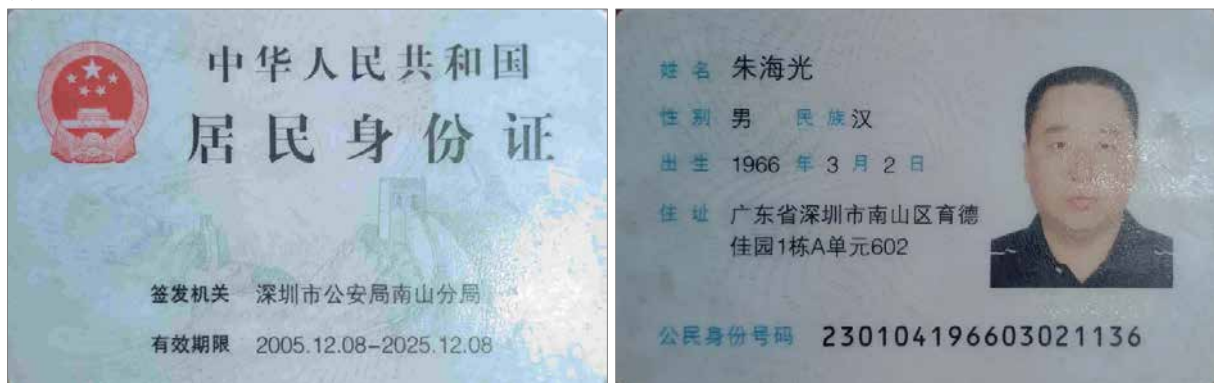 中华人民共和国
居民身份证
签发机关 深圳市公安局南山分局
有效期限 2005.12.08-2025.12.08
姓名 朱海光
性别 男 民族 汉
出生 1966 年 3 月 2 日
住址 广东省深圳市南山区育德
佳园1栋A单元602
公民身份号码 230104196603021136